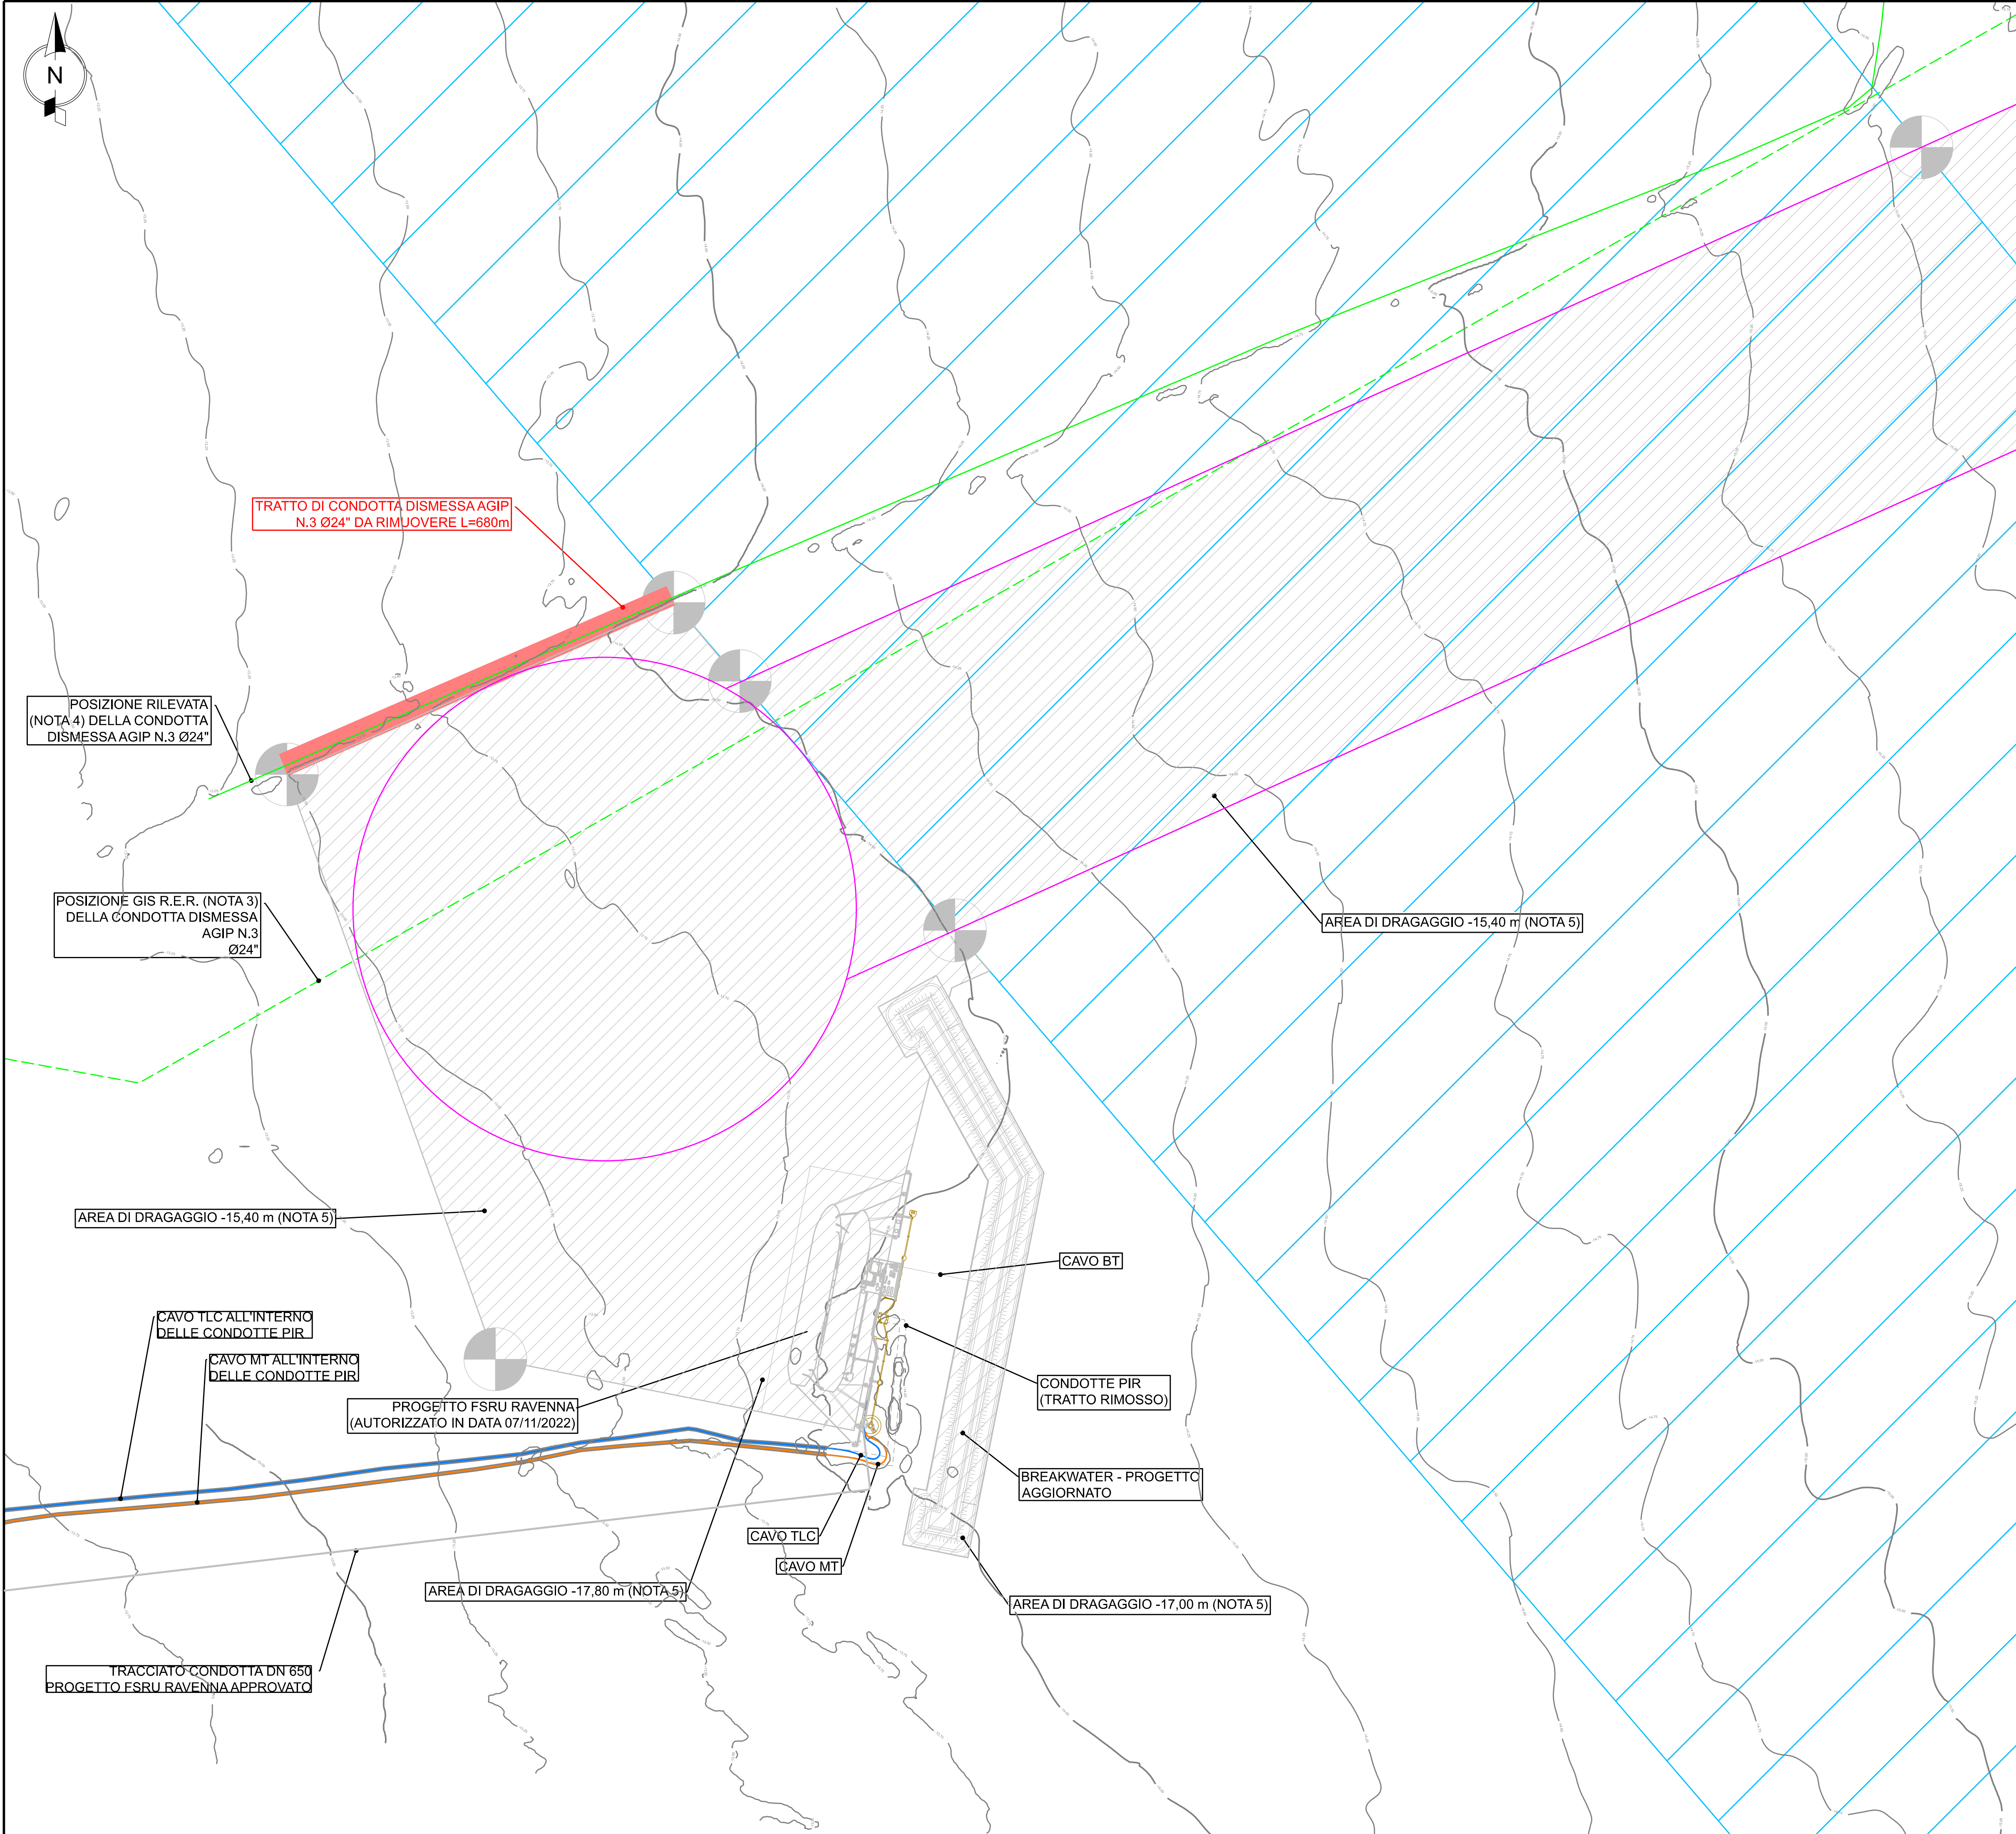 N
TRATTO DI CONDOTTA DISMESSA AGIP
N.3 Ø24" DA RIMUOVERE L=680m
POSIZIONE RILEVATA
(NOTA 4) DELLA CONDOTTA
DISMESSA AGIP N.3 Ø24"
POSIZIONE GIS R.E.R. (NOTA 3)
DELLA CONDOTTA DISMESSA
AGIP N.3
Ø24"
AREA DI DRAGAGGIO -15,40 m (NOTA 5)
AREA DI DRAGAGGIO -15,40 m (NOTA 5)
CAVO BT
CAVO TLC ALL'INTERNO
DELLE CONDOTTE PIR
CAVO MT ALL'INTERNO
DELLE CONDOTTE PIR
PROGETTO FSRU RAVENNA
(AUTORIZZATO IN DATA 07/11/2022)
CONDOTTE PIR
(TRATTO RIMOSSO)
BREAKWATER - PROGETTO
AGGIORNATO
CAVO TLC
CAVO MT
AREA DI DRAGAGGIO -17,80 m (NOTA 5)
AREA DI DRAGAGGIO -17,00 m (NOTA 5)
TRACCIATO CONDOTTA DN 650
PROGETTO FSRU RAVENNA APPROVATO